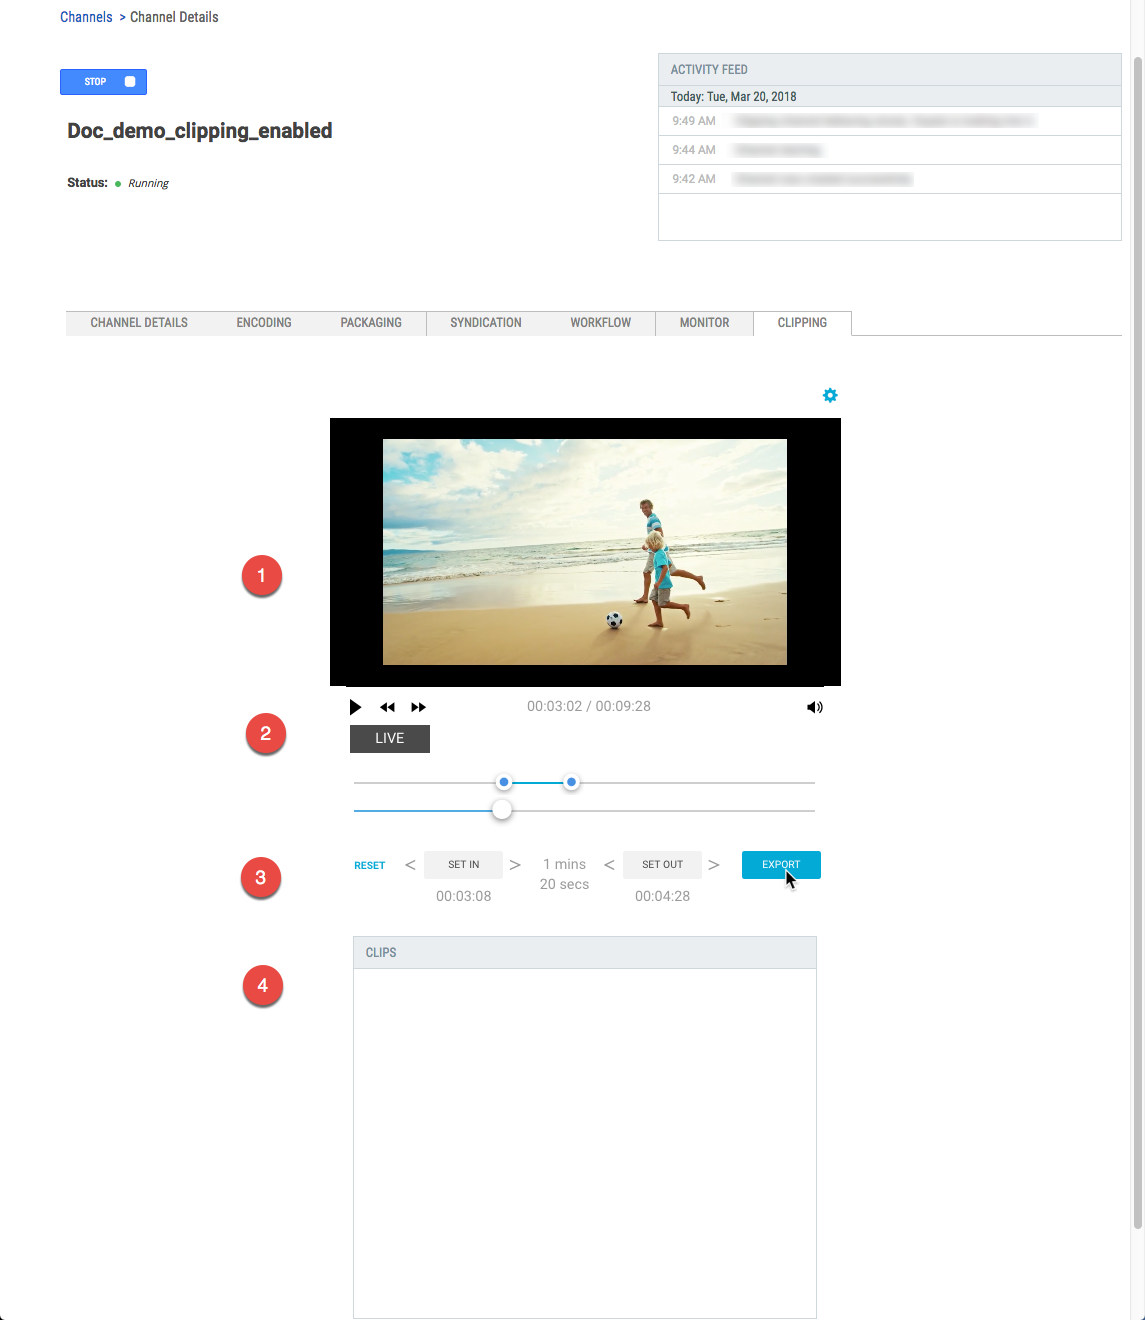 Channels > Channel Details
STOP
Doc_demo_clipping_enabled
Status: Running
ACTIVITY FEED
Today: Tue, Mar 20, 2018
9:49 AM
9:44 AM
9:42 AM
CHANNEL DETAILS ENCODING PACKAGING SYNDICATION WORKFLOW MONITOR CLIPPING
1
00:03:02 / 00:09:28
2
LIVE
3
RESET < SET IN > 1 mins < SET OUT > EXPORT
20 secs
00:03:08 00:04:28
4
CLIPS